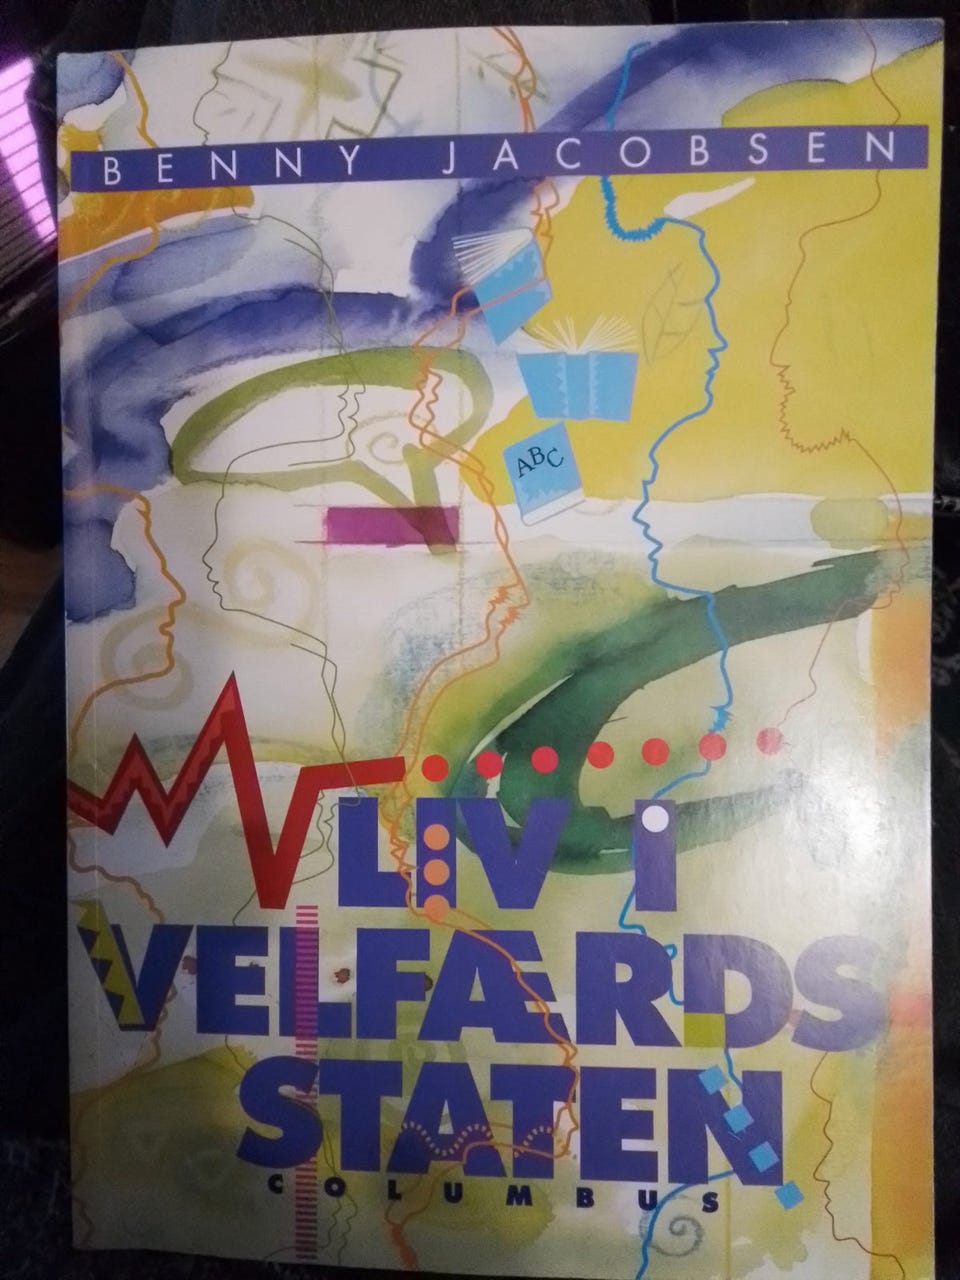 BENNY JACOBSEN
ABC
LIV I
VELFÆRDS
STATEN
COLUMBUS